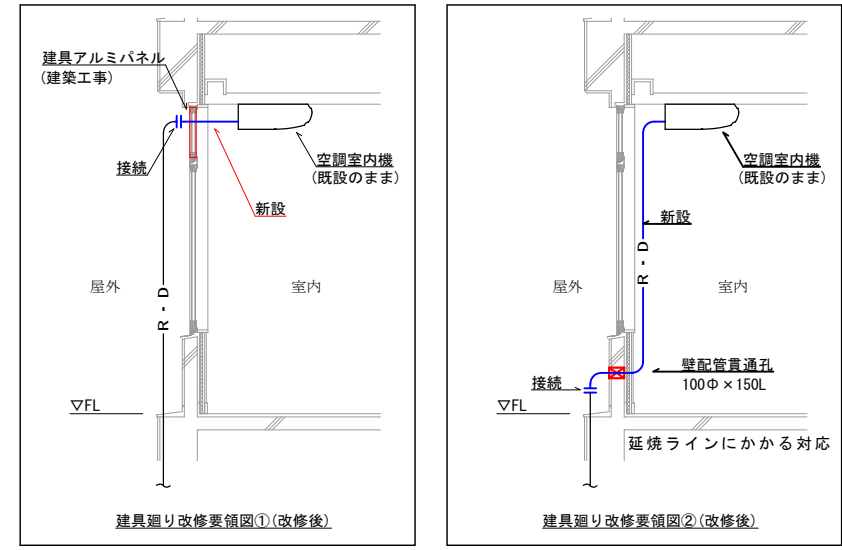 建具アルミパネル
(建築工事)
接続
空調室内機
(既設のまま)
新設
屋外
室内
R・D
▽FL
建具廻り改修要領図①(改修後)
空調室内機
(既設のまま)
新設
R・D
屋外
室内
壁配管貫通孔
100Φ×150L
接続
▽FL
延焼ラインにかかる対応
建具廻り改修要領図②(改修後)